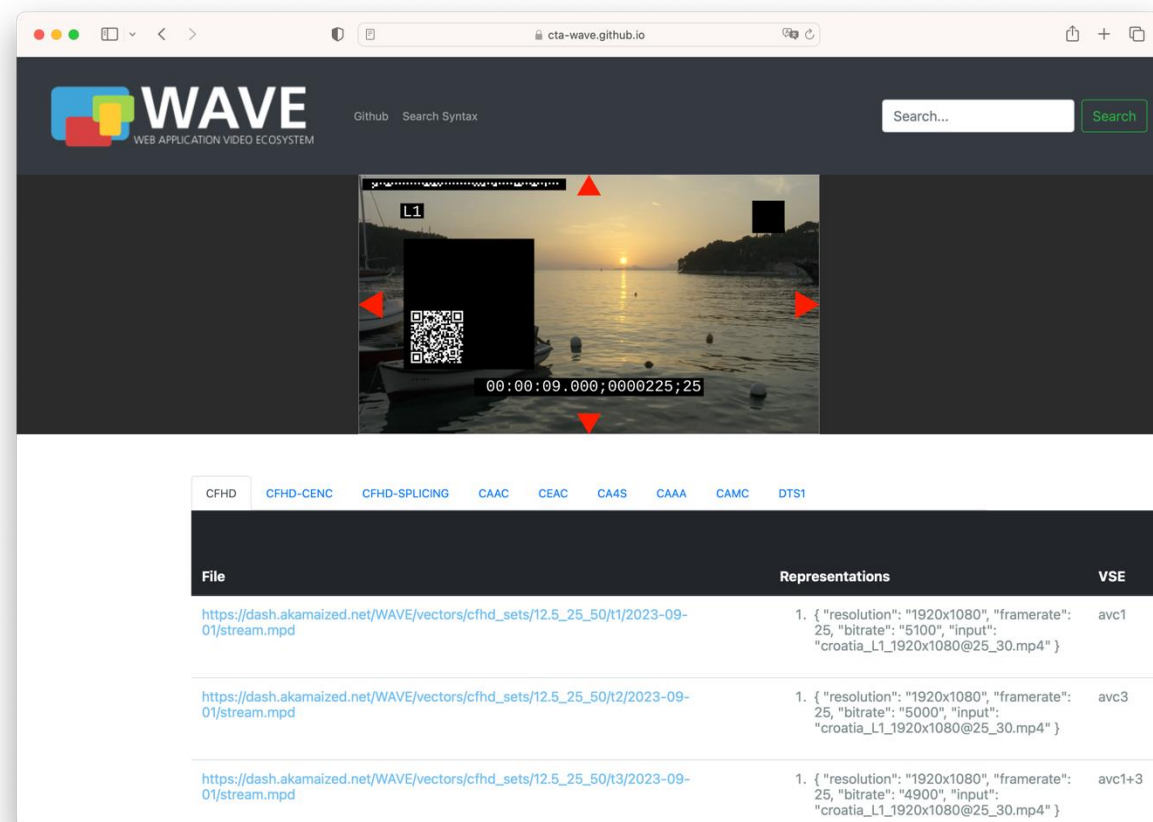 cta-wave.github.io
WAVE
WEB APPLICATION VIDEO ECOSYSTEM
Github Search Syntax
Search... Search
L1
00:00:09.000;0000225;25
CFHD CFHD-CENC CFHD-SPLICING CAAC CEAC CA4S CAAA CAMC DTS1
File Representations VSE
https://dash.akamaized.net/WAVE/vectors/cfhd_sets/12.5_25_50/t1/2023-09-
01/stream.mpd
1. { "resolution": "1920x1080", "framerate":
25, "bitrate": "5100", "input":
"croatia_L1_1920x1080@25_30.mp4" }
avc1
https://dash.akamaized.net/WAVE/vectors/cfhd_sets/12.5_25_50/t2/2023-09-
01/stream.mpd
1. { "resolution": "1920x1080", "framerate":
25, "bitrate": "5000", "input":
"croatia_L1_1920x1080@25_30.mp4" }
avc3
https://dash.akamaized.net/WAVE/vectors/cfhd_sets/12.5_25_50/t3/2023-09-
01/stream.mpd
1. { "resolution": "1920x1080", "framerate":
25, "bitrate": "4900", "input":
"croatia_L1_1920x1080@25_30.mp4" }
avc1+3